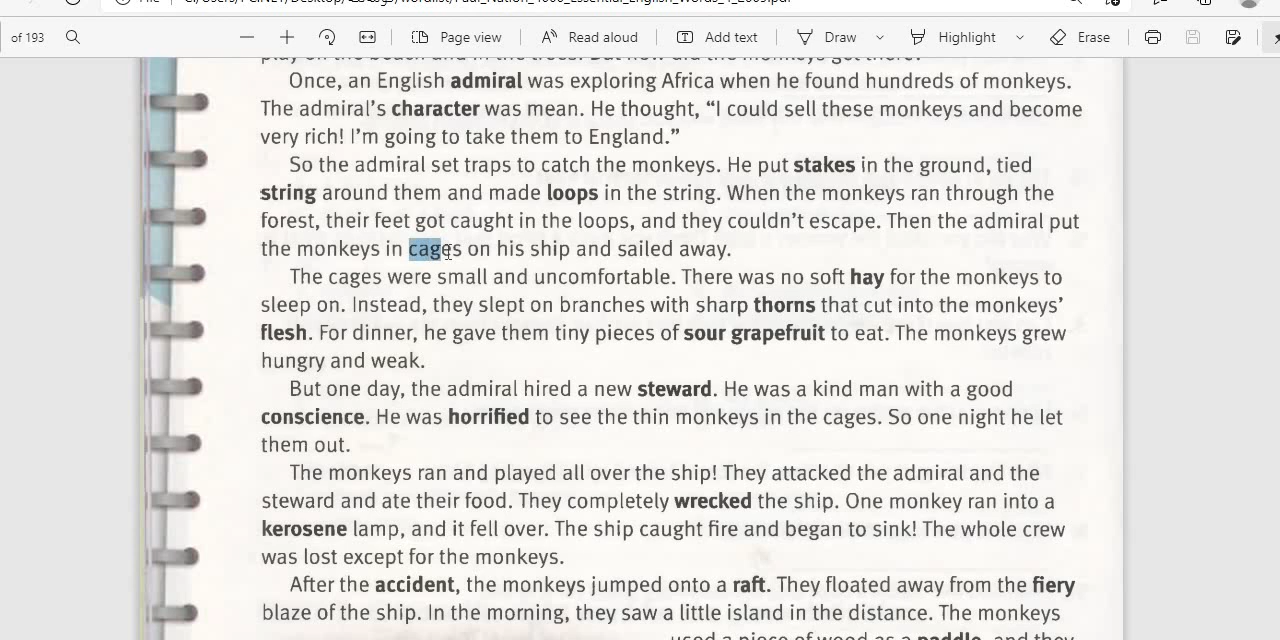 of 193
Page view
Read aloud
Add text
Draw
Highlight
Erase
Once, an English admiral was exploring Africa when he found hundreds of monkeys.
The admiral's character was mean. He thought, “I could sell these monkeys and become
very rich! I'm going to take them to England.”
So the admiral set traps to catch the monkeys. He put stakes in the ground, tied
string around them and made loops in the string. When the monkeys ran through the
forest, their feet got caught in the loops, and they couldn't escape. Then the admiral put
the monkeys in cages on his ship and sailed away.
The cages were small and uncomfortable. There was no soft hay for the monkeys to
sleep on. Instead, they slept on branches with sharp thorns that cut into the monkeys'
flesh. For dinner, he gave them tiny pieces of sour grapefruit to eat. The monkeys grew
hungry and weak.
But one day, the admiral hired a new steward. He was a kind man with a good
conscience. He was horrified to see the thin monkeys in the cages. So one night he let
them out.
The monkeys ran and played all over the ship! They attacked the admiral and the
steward and ate their food. They completely wrecked the ship. One monkey ran into a
kerosene lamp, and it fell over. The ship caught fire and began to sink! The whole crew
was lost except for the monkeys.
After the accident, the monkeys jumped onto a raft. They floated away from the fiery
blaze of the ship. In the morning, they saw a little island in the distance. The monkeys
used a piece of wood as a paddle, and they